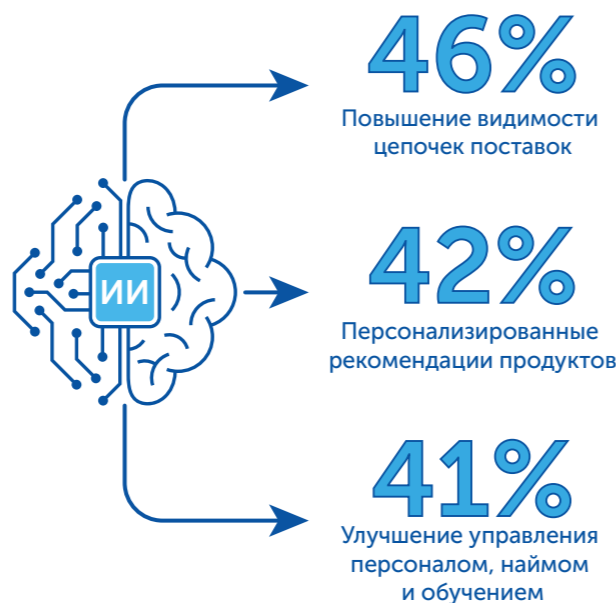 46%
Повышение видимости
цепочек поставок
ИИ
42%
Персонализированные
рекомендации продуктов
41%
Улучшение управления
персоналом, наймом
и обучением